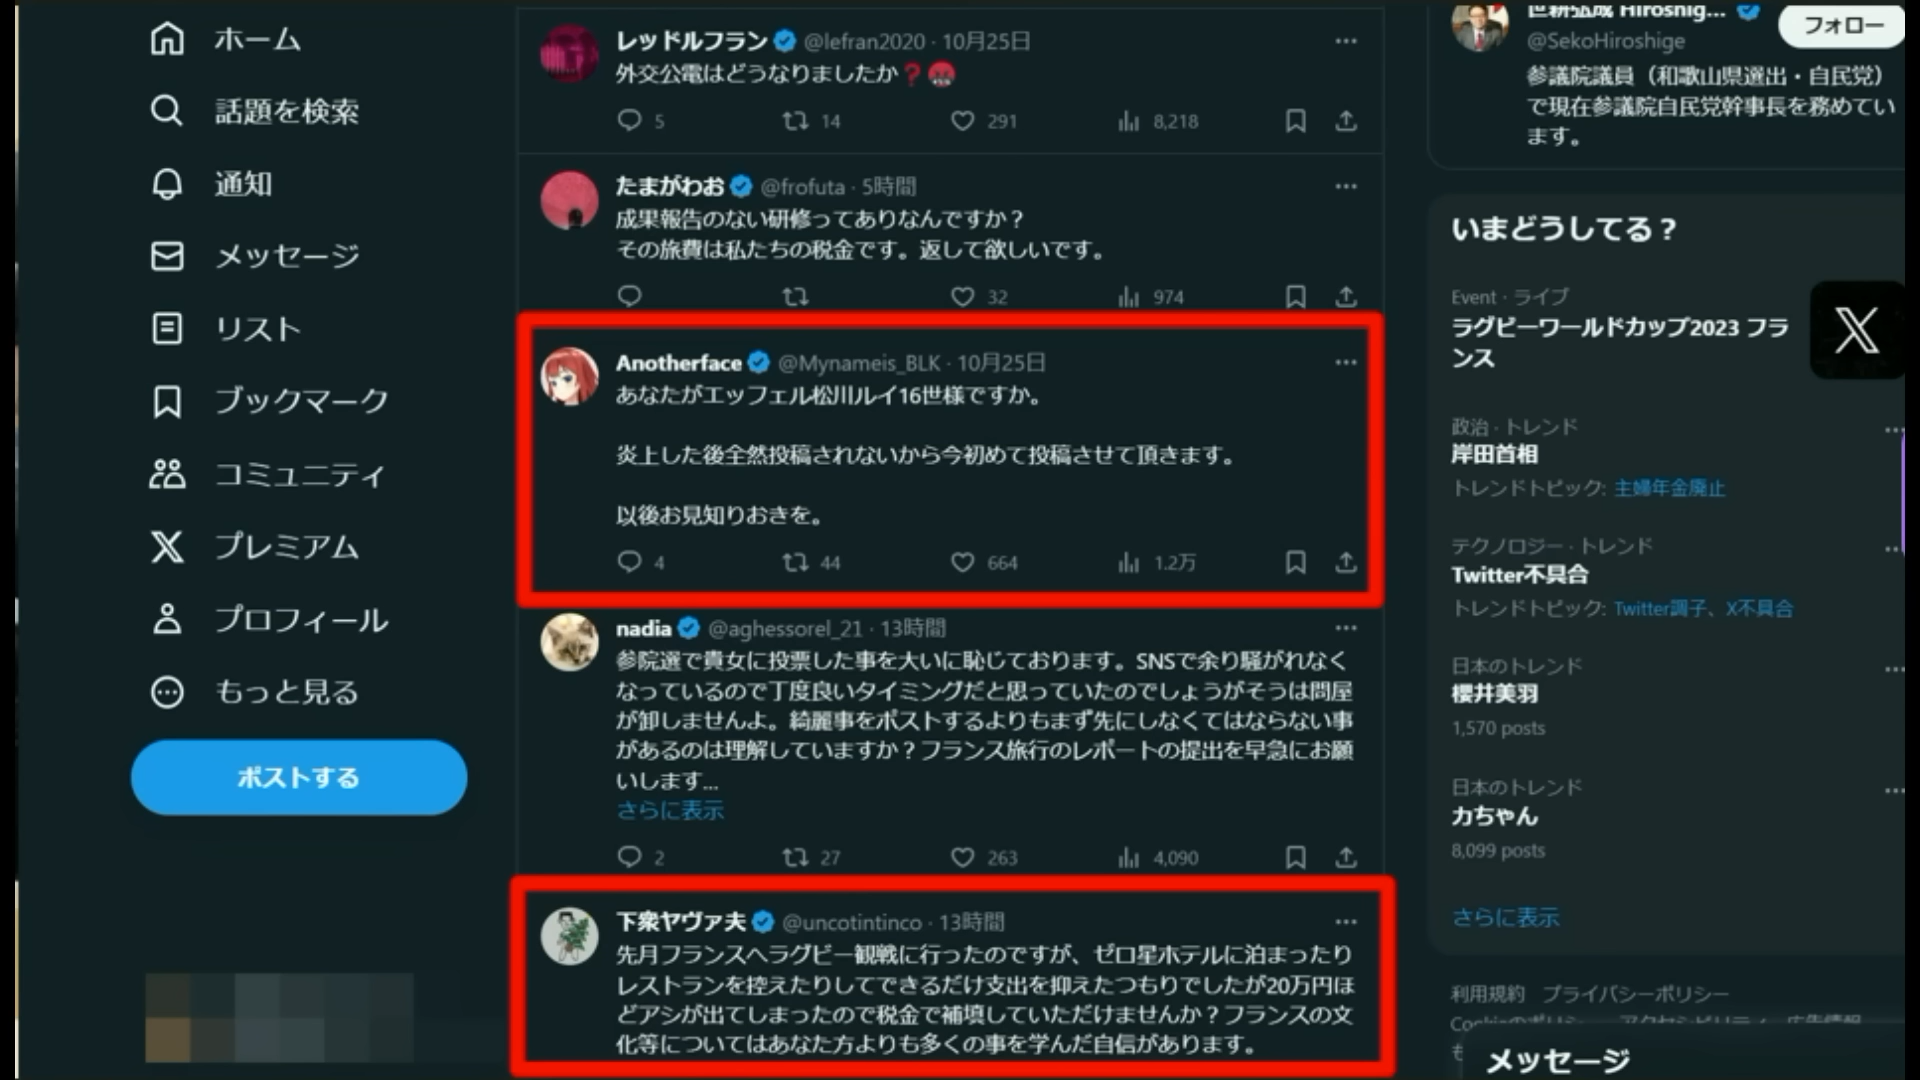 ホーム
話題を検索
通知
メッセージ
リスト
ブックマーク
コミュニティ
プレミアム
プロフィール
もっと見る
ポストする
レッドルフラン @lefran2020 · 10月25日
外交公電はどうなりましたか❓
5 14 291 8,218
たまがわお @frofuta · 5時間
成果報告のない研修ってありなんですか？
その旅費は私たちの税金です。返して欲しいです。
32 974
Anotherface @Mynameis_BLK · 10月25日
あなたがエッフェル松川ルイ16世様ですか。
炎上した後全然投稿されないから今初めて投稿させて頂きます。
以後お見知りおきを。
4 44 664 1.2万
nadia @aghessorel_21 · 13時間
参院選で貴女に投票した事を大いに恥じております。SNSで余り騒がれなく
なっているので丁度良いタイミングだと思っていたのでしょうがそうは問屋
が卸しませんよ。綺麗事をポストするよりもまず先にしなくてはならない事
があるのは理解していますか？フランス旅行のレポートの提出を早急にお願
いします...
さらに表示
2 27 263 4,090
下衆ヤヴァ夫 @uncotintinco · 13時間
先月フランスへラグビー観戦に行ったのですが、ゼロ星ホテルに泊まったり
レストランを控えたりしてできるだけ支出を抑えたつもりでしたが20万円ほ
どアシが出てしまったので税金で補填していただけませんか？フランスの文
化等についてはあなた方よりも多くの事を学んだ自信があります。
世耕弘成 Hiroshig...
フォロー
@SekoHiroshige
参議院議員（和歌山県選出・自民党）
で現在参議院自民党幹事長を務めてい
ます。
いまどうしてる？
Event · ライブ
ラグビーワールドカップ2023 フラ
ンス
政治 · トレンド
岸田首相
トレンドトピック: 主婦年金廃止
テクノロジー · トレンド
Twitter不具合
トレンドトピック: Twitter調子、X不具合
日本のトレンド
櫻井美羽
1,570 posts
日本のトレンド
カちゃん
8,099 posts
さらに表示
利用規約 プライバシーポリシー
メッセージ